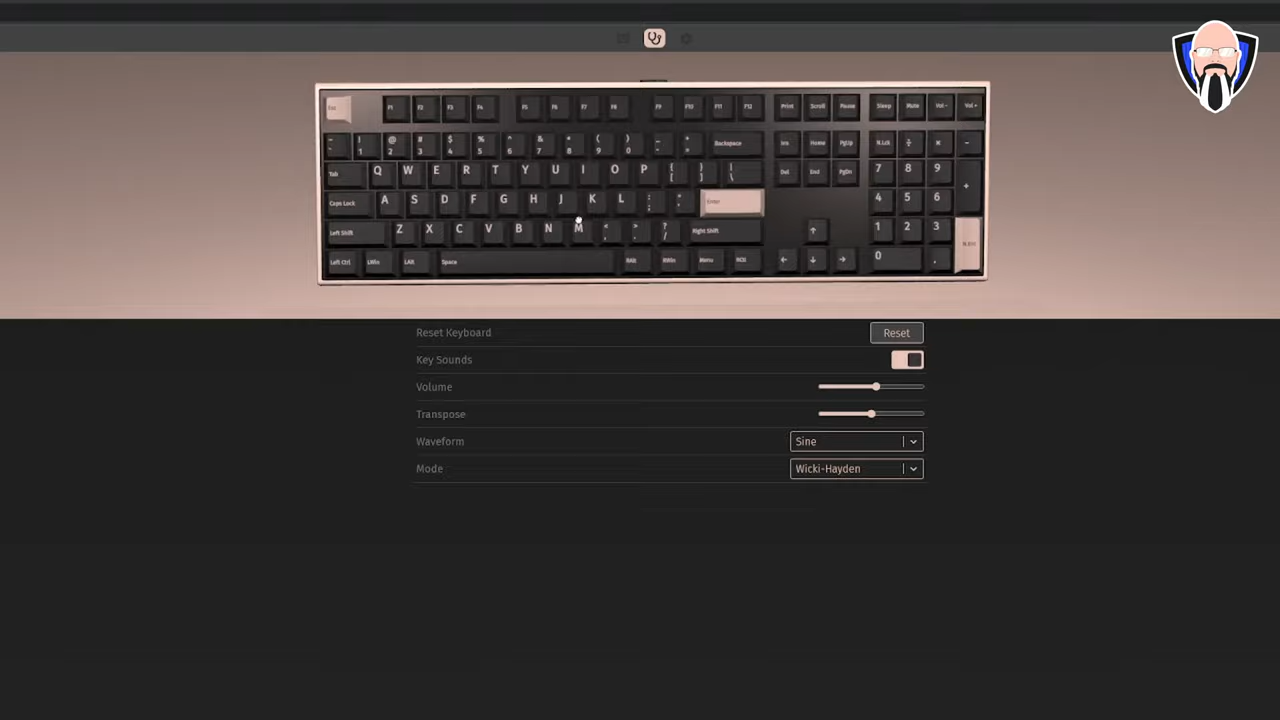 Esc F1 F2 F3 F4 F5 F6 F7 F8 F9 F10 F11 F12 Print Scroll Pause Sleep Mute Vol- Vol+
~ ! @ # $ % ^ & * ( ) _ + Backspace Ins Home PgUp N.Lck ÷ × -
1 2 3 4 5 6 7 8 9 0 - =
Tab Q W E R T Y U I O P { } | Del End PgDn 7 8 9 +
[ ] \
Caps Lock A S D F G H J K L : " Enter 4 5 6
; '
Left Shift Z X C V B N M < > ? Right Shift ↑ 1 2 3 N.Ent
, . /
Left Ctrl LWin LAlt Space RAlt RWin Menu ← ↓ → 0 .
Reset Keyboard Reset
Key Sounds
Volume
Transpose
Waveform Sine
Mode Wicki-Hayden